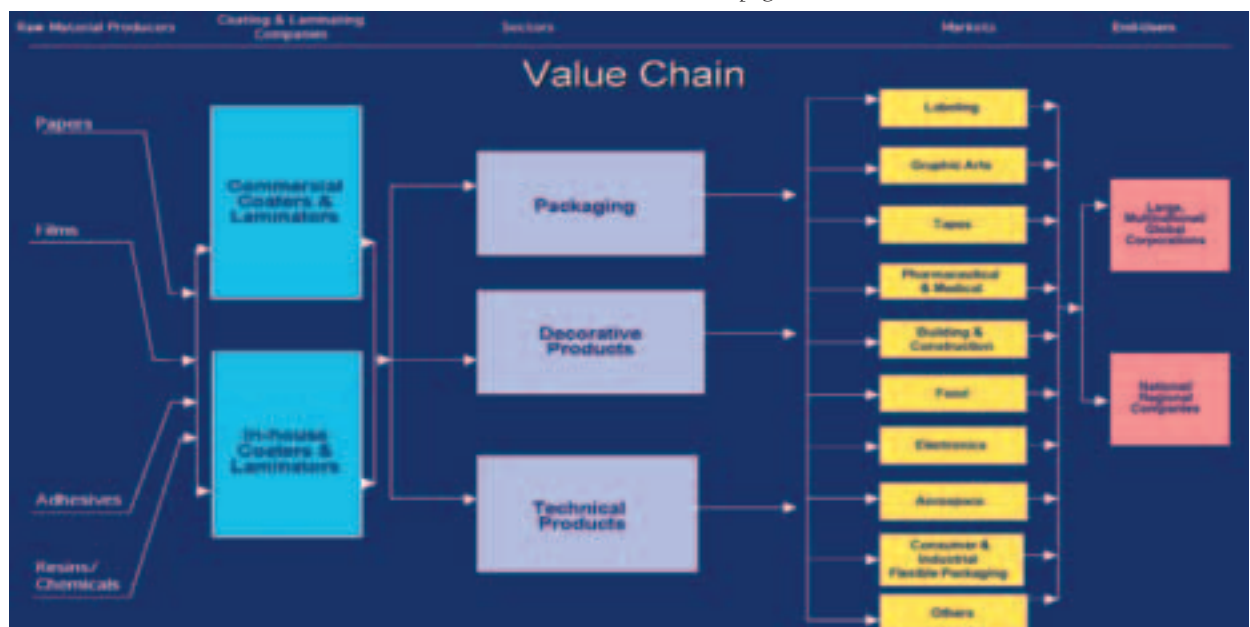 Raw Material Producers
Coating & Laminating
Companies
Sectors
Markets
End-Users
Value Chain
Papers
Films
Adhesives
Resins/
Chemicals
Commercial
Coaters &
Laminators
In-house
Coaters &
Laminators
Packaging
Decorative
Products
Technical
Products
Labeling
Graphic Arts
Tapes
Pharmaceutical
& Medical
Building &
Construction
Food
Electronics
Aerospace
Consumer &
Industrial
Flexible Packaging
Others
Large,
Multinational/
Global
Corporations
National/
Regional
Companies